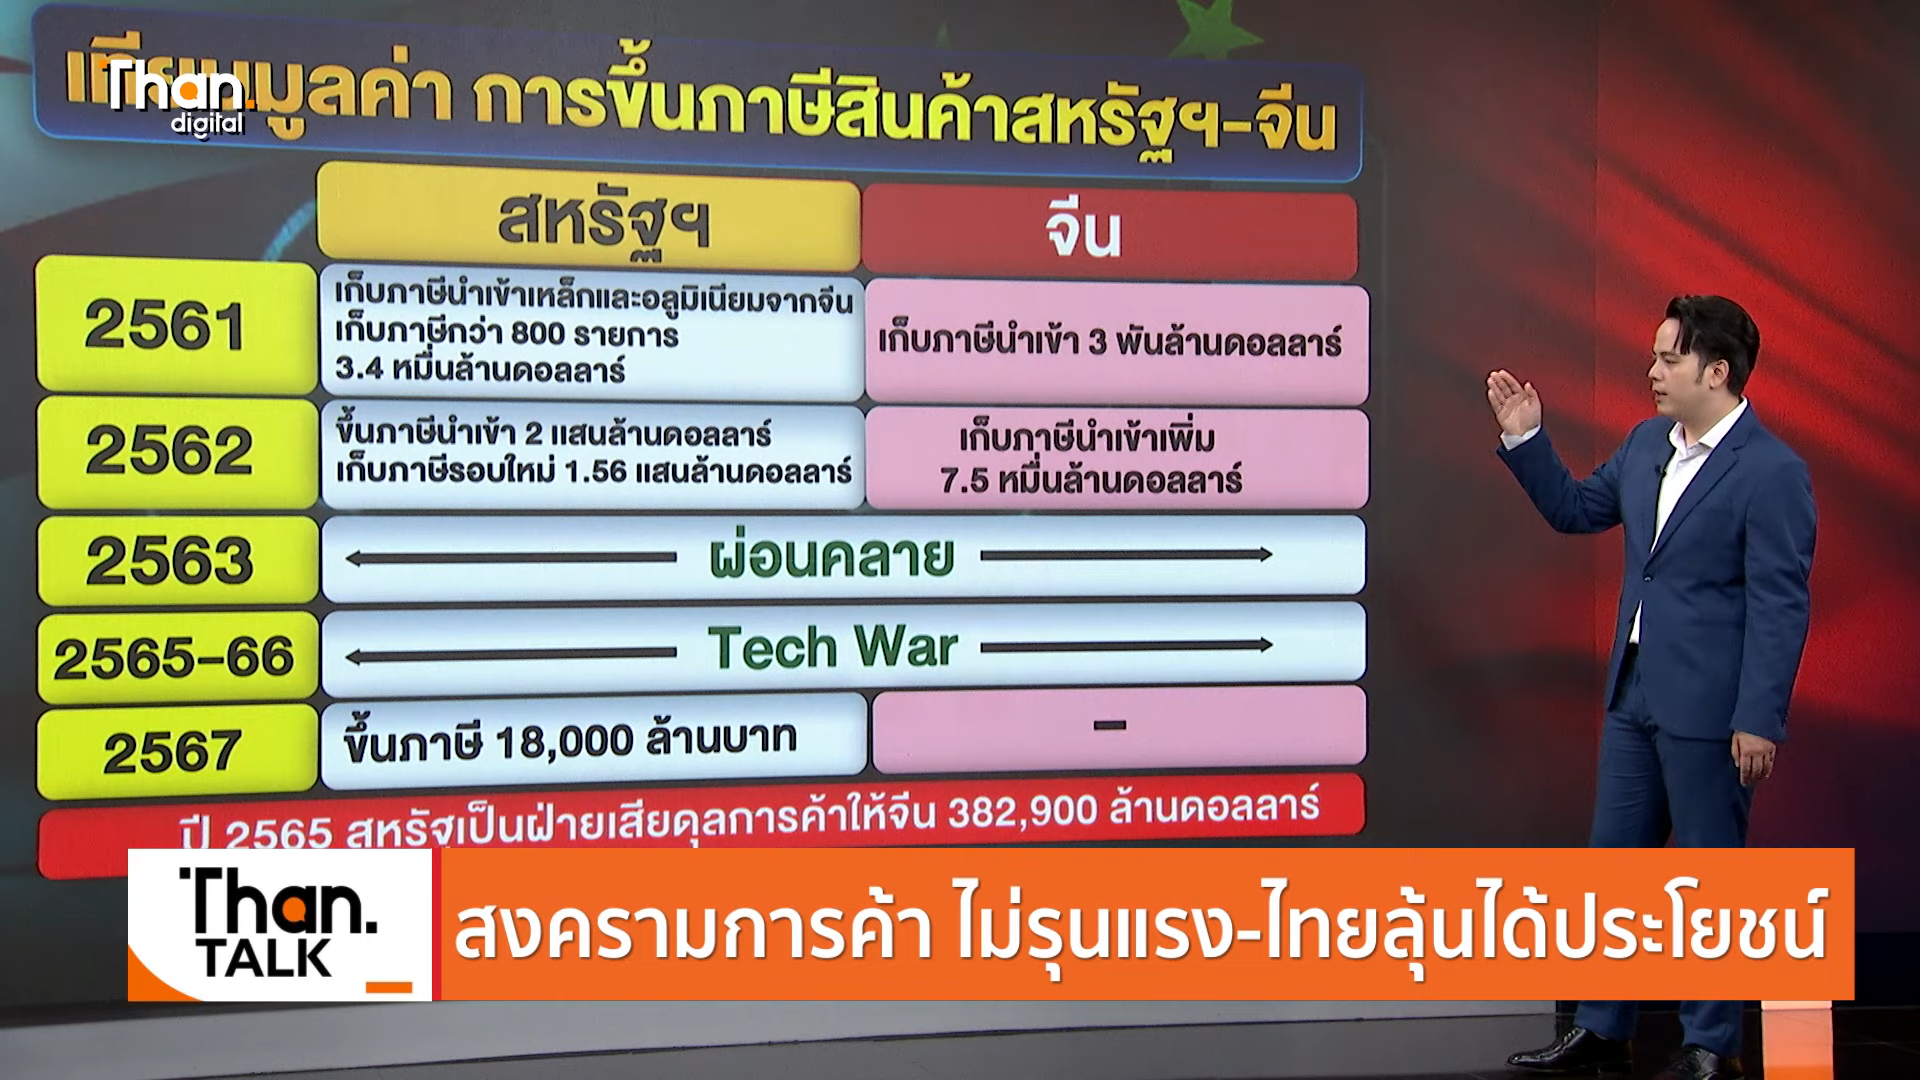 Than.
digital
มูลค่า การขึ้นภาษีสินค้าสหรัฐฯ-จีน
สหรัฐฯ
จีน
2561
เก็บภาษีนำเข้าเหล็กและอลูมิเนียมจากจีน
เก็บภาษีกว่า 800 รายการ
3.4 หมื่นล้านดอลลาร์
เก็บภาษีนำเข้า 3 พันล้านดอลลาร์
2562
ขึ้นภาษีนำเข้า 2 แสนล้านดอลลาร์
เก็บภาษีรอบใหม่ 1.56 แสนล้านดอลลาร์
เก็บภาษีนำเข้าเพิ่ม
7.5 หมื่นล้านดอลลาร์
2563
ผ่อนคลาย
2565-66
Tech War
2567
ขึ้นภาษี 18,000 ล้านบาท
-
ปี 2565 สหรัฐเป็นฝ่ายเสียดุลการค้าให้จีน 382,900 ล้านดอลลาร์
Than.
TALK
สงครามการค้า ไม่รุนแรง-ไทยลุ้นได้ประโยชน์